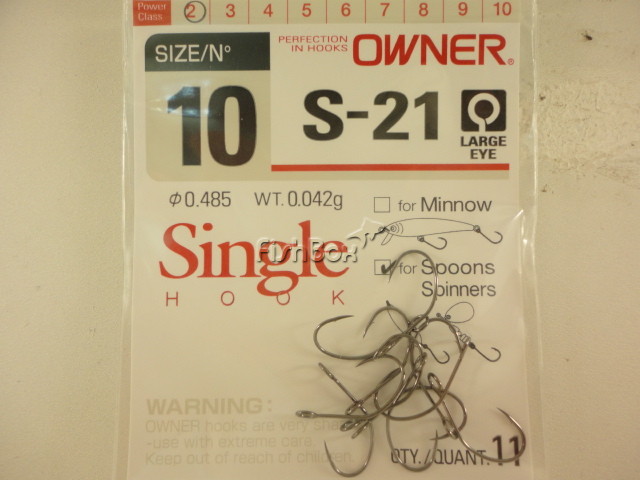 Power Class 2 3 4 5 6 7 8 9 10
SIZE/Nº
10
PERFECTION
IN HOOKS
OWNER®
S-21
LARGE
EYE
φ0.485 WT. 0.042g
for Minnow
Single
HOOK
FishBox
for Spoons
Spinners
WARNING:
OWNER hooks are very
-use with extreme care
Keep out of reach of children.
QTY./QUANT. 11